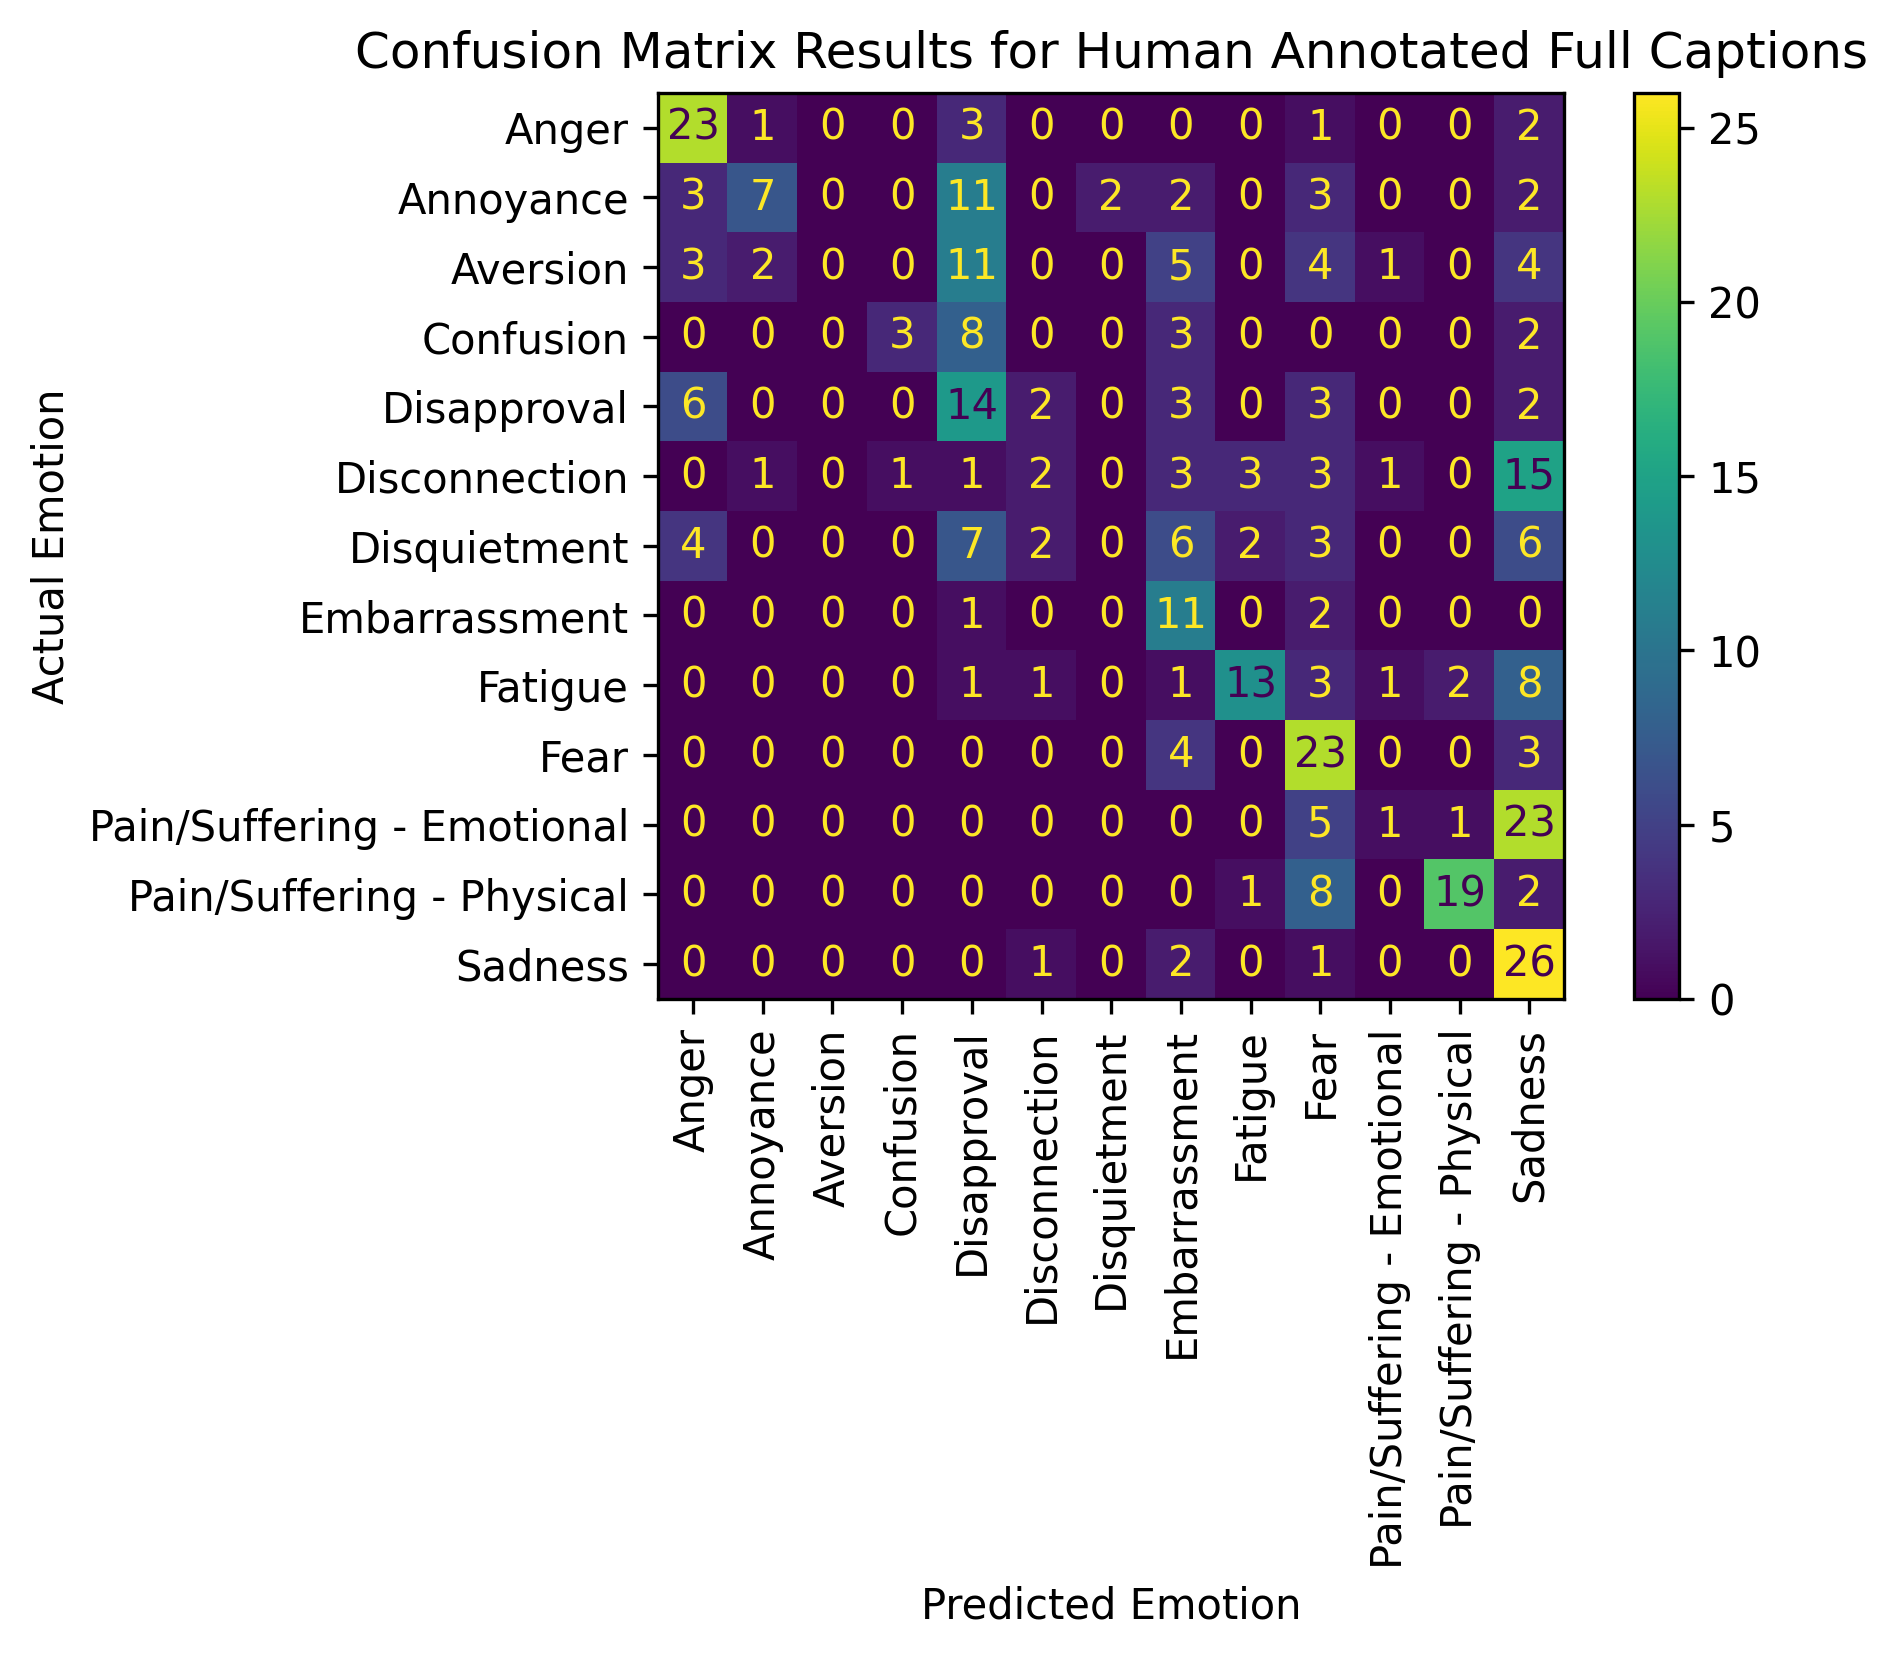 Confusion Matrix Results for Human Annotated Full Captions
Actual Emotion
Anger 23 1 0 0 3 0 0 0 0 1 0 0 2
Annoyance 3 7 0 0 11 0 2 2 0 3 0 0 2
Aversion 3 2 0 0 11 0 0 5 0 4 1 0 4
Confusion 0 0 0 3 8 0 0 3 0 0 0 0 2
Disapproval 6 0 0 0 14 2 0 3 0 3 0 0 2
Disconnection 0 1 0 1 1 2 0 3 3 3 1 0 15
Disquietment 4 0 0 0 7 2 0 6 2 3 0 0 6
Embarrassment 0 0 0 0 1 0 0 11 0 2 0 0 0
Fatigue 0 0 0 0 1 1 0 1 13 3 1 2 8
Fear 0 0 0 0 0 0 0 4 0 23 0 0 3
Pain/Suffering - Emotional 0 0 0 0 0 0 0 0 0 5 1 1 23
Pain/Suffering - Physical 0 0 0 0 0 0 0 0 1 8 0 19 2
Sadness 0 0 0 0 0 1 0 2 0 1 0 0 26
Anger
Annoyance
Aversion
Confusion
Disapproval
Disconnection
Disquietment
Embarrassment
Fatigue
Fear
Pain/Suffering - Emotional
Pain/Suffering - Physical
Sadness
Predicted Emotion
25
20
15
10
5
0